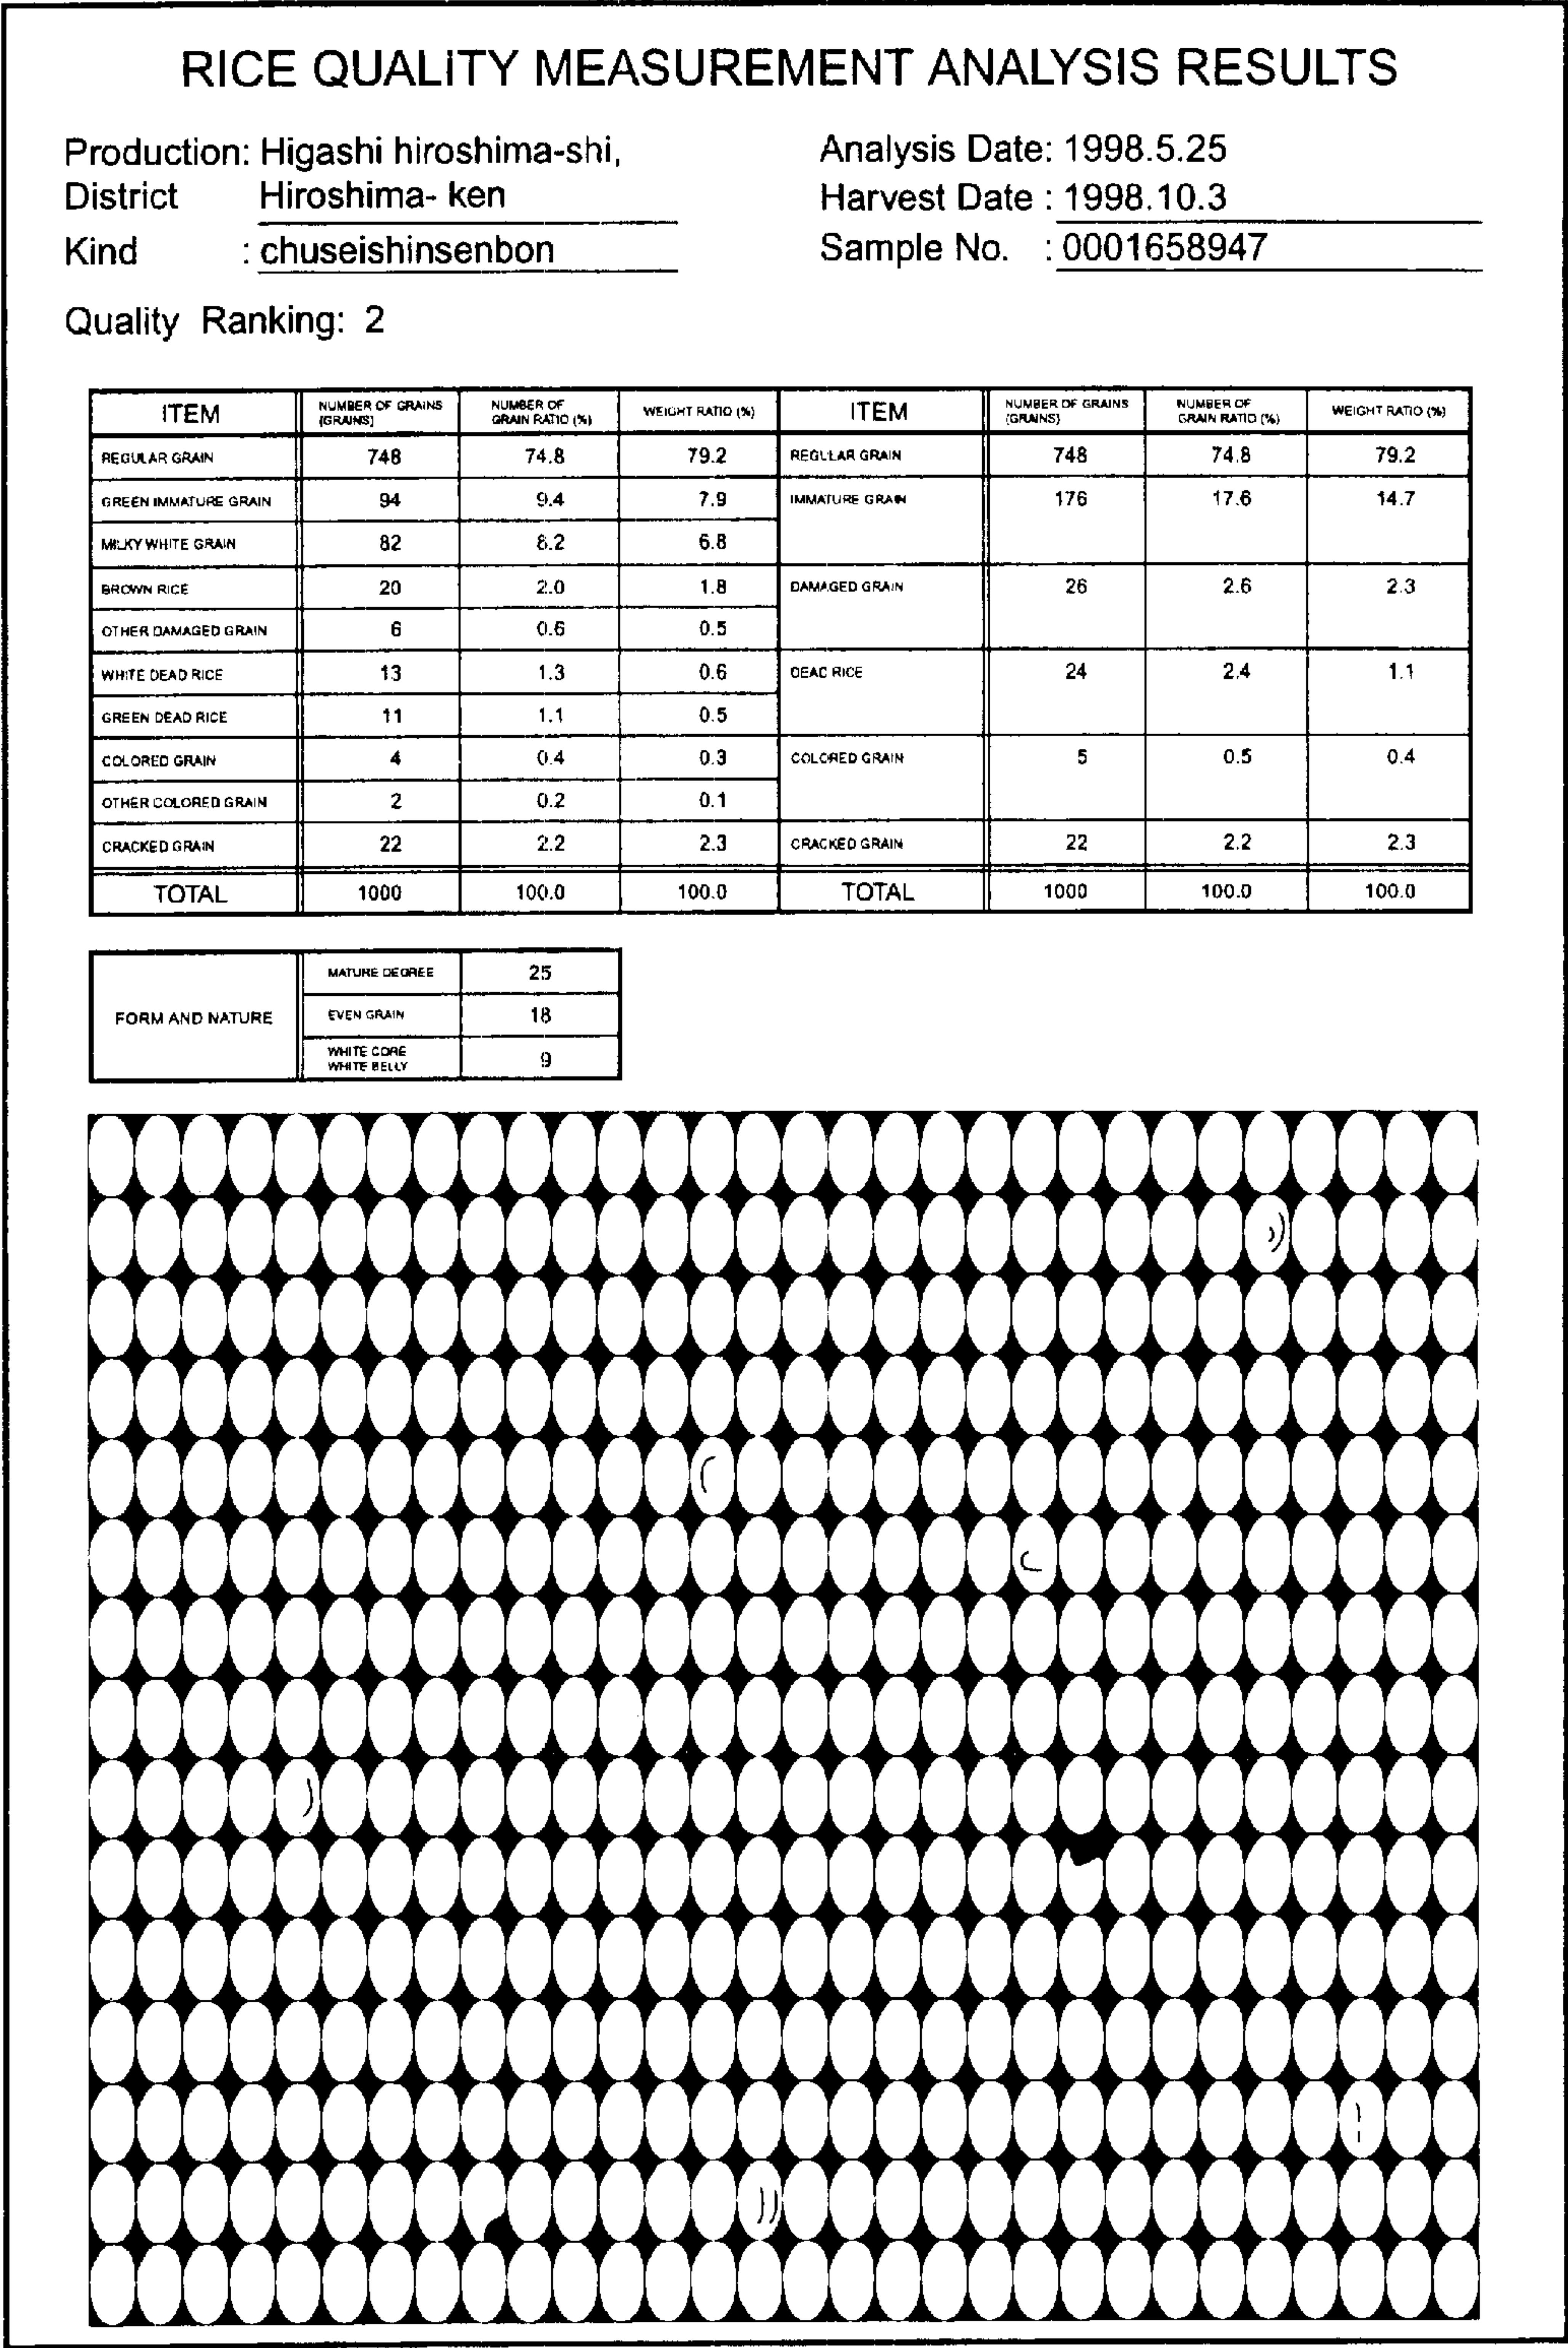 RICE QUALITY MEASUREMENT ANALYSIS RESULTS
Production: Higashi hiroshima-shi, Analysis Date: 1998.5.25
District Hiroshima- ken Harvest Date : 1998.10.3
Kind : chuseishinsenbon Sample No. : 0001658947
Quality Ranking: 2
ITEM NUMBER OF GRAINS (GRAINS) NUMBER OF GRAIN RATIO (%) WEIGHT RATIO (%) ITEM NUMBER OF GRAINS (GRAINS) NUMBER OF GRAIN RATIO (%) WEIGHT RATIO (%)
REGULAR GRAIN 748 74.8 79.2 REGULAR GRAIN 748 74.8 79.2
GREEN IMMATURE GRAIN 94 9.4 7.9 IMMATURE GRAIN 176 17.6 14.7
MILKY WHITE GRAIN 82 8.2 6.8
BROWN RICE 20 2.0 1.8 DAMAGED GRAIN 26 2.6 2.3
OTHER DAMAGED GRAIN 6 0.6 0.5
WHITE DEAD RICE 13 1.3 0.6 DEAD RICE 24 2.4 1.1
GREEN DEAD RICE 11 1.1 0.5
COLORED GRAIN 4 0.4 0.3 COLORED GRAIN 5 0.5 0.4
OTHER COLORED GRAIN 2 0.2 0.1
CRACKED GRAIN 22 2.2 2.3 CRACKED GRAIN 22 2.2 2.3
TOTAL 1000 100.0 100.0 TOTAL 1000 100.0 100.0
FORM AND NATURE
MATURE DEGREE 25
EVEN GRAIN 18
WHITE CORE
WHITE BELLY 9